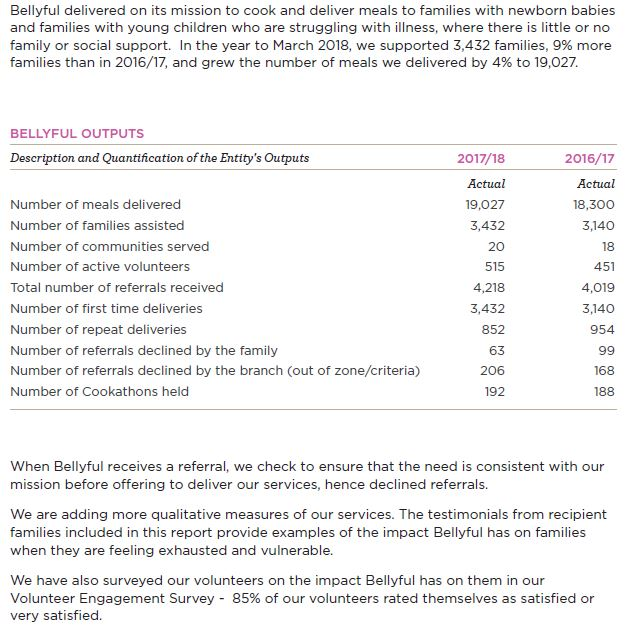 Bellyful delivered on its mission to cook and deliver meals to families with newborn babies
and families with young children who are struggling with illness, where there is little or no
family or social support.  In the year to March 2018, we supported 3,432 families, 9% more
families than in 2016/17, and grew the number of meals we delivered by 4% to 19,027.
BELLYFUL OUTPUTS
Description and Quantification of the Entity's Outputs 2017/18 2016/17
Actual Actual
Number of meals delivered 19,027 18,300
Number of families assisted 3,432 3,140
Number of communities served 20 18
Number of active volunteers 515 451
Total number of referrals received 4,218 4,019
Number of first time deliveries 3,432 3,140
Number of repeat deliveries 852 954
Number of referrals declined by the family 63 99
Number of referrals declined by the branch (out of zone/criteria) 206 168
Number of Cookathons held 192 188
When Bellyful receives a referral, we check to ensure that the need is consistent with our
mission before offering to deliver our services, hence declined referrals.
We are adding more qualitative measures of our services. The testimonials from recipient
families included in this report provide examples of the impact Bellyful has on families
when they are feeling exhausted and vulnerable.
We have also surveyed our volunteers on the impact Bellyful has on them in our
Volunteer Engagement Survey -  85% of our volunteers rated themselves as satisfied or
very satisfied.